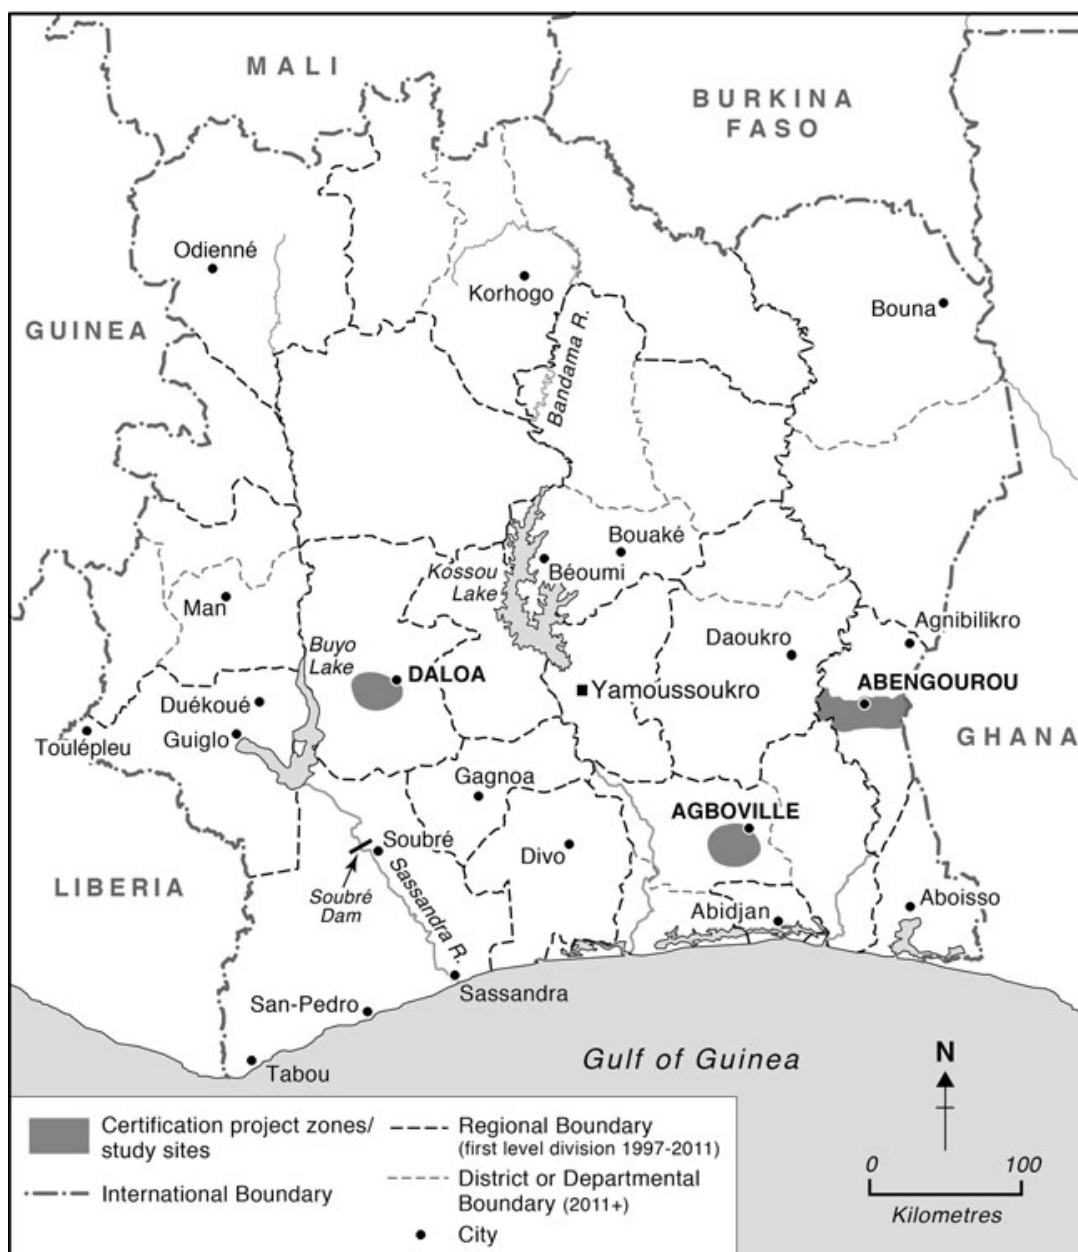 MALI
BURKINA
FASO
Odienné
Korhogo
Bouna
GUINEA
Bandama R.
Bouaké
Kossou
Lake
Béoumi
Man
Agnibilikro
Daoukro
Buyo
Lake
DALOA
ABENGOUROU
Yamoussoukro
Duékoué
Toulépleu
Guiglo
GHANA
Gagnoa
AGBOVILLE
Soubré
Divo
LIBERIA
Soubré
Dam
Sassandra R.
Abidjan
Aboisso
San-Pedro
Sassandra
Tabou
Gulf of Guinea
N
Certification project zones/
study sites
International Boundary
Regional Boundary
(first level division 1997-2011)
District or Departmental
Boundary (2011+)
City
0 100
Kilometres